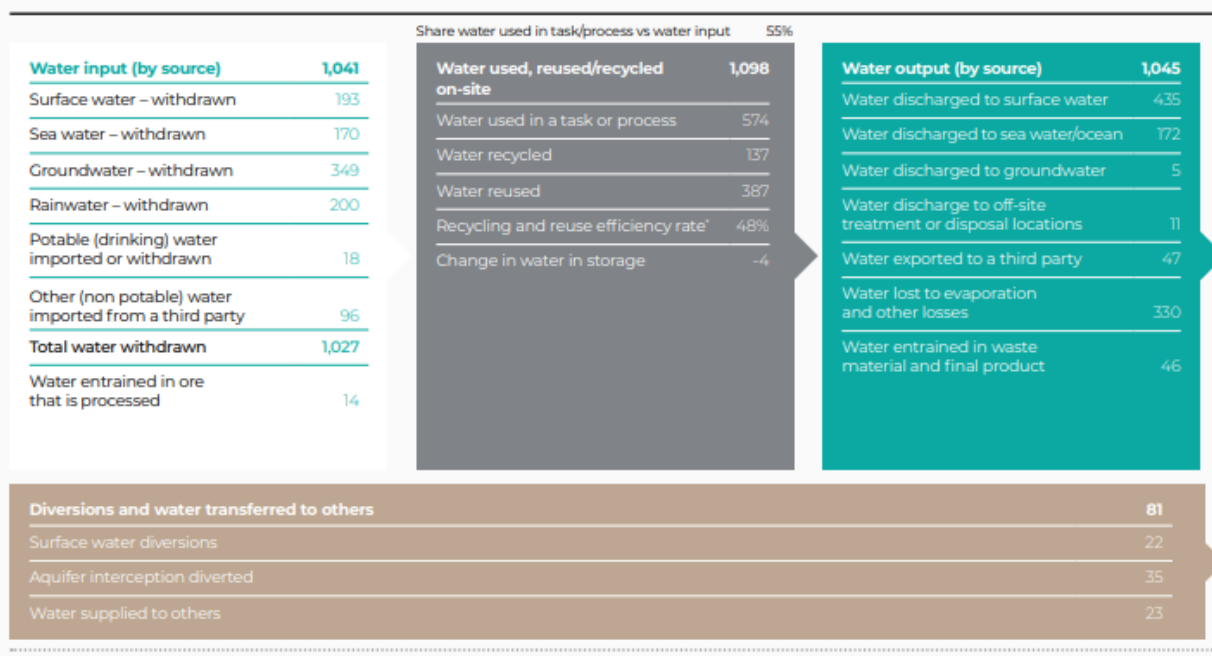 Share water used in task/process vs water input 55%
Water input (by source) 1,041
Surface water – withdrawn 193
Sea water – withdrawn 170
Groundwater – withdrawn 349
Rainwater – withdrawn 200
Potable (drinking) water
imported or withdrawn 18
Other (non potable) water
imported from a third party 96
Total water withdrawn 1,027
Water entrained in ore
that is processed 14
Water used, reused/recycled 1,098
on-site
Water used in a task or process 574
Water recycled 137
Water reused 387
Recycling and reuse efficiency rate* 48%
Change in water in storage -4
Water output (by source) 1,045
Water discharged to surface water 435
Water discharged to sea water/ocean 172
Water discharged to groundwater 5
Water discharge to off-site
treatment or disposal locations 11
Water exported to a third party 47
Water lost to evaporation
and other losses 330
Water entrained in waste
material and final product 46
Diversions and water transferred to others 81
Surface water diversions 22
Aquifer interception diverted 35
Water supplied to others 23